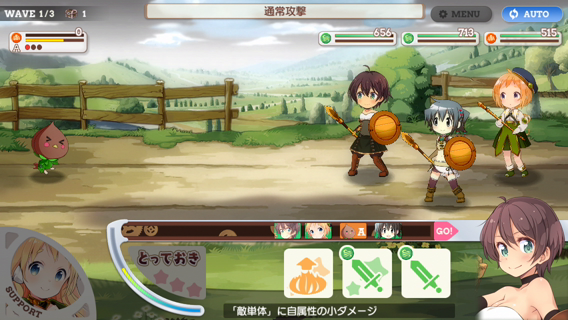 WAVE 1/3 1
通常攻撃
MENU
AUTO
0
A
656
713
515
A
GO!
とっておき
SUPPORT
「敵単体」に自属性の小ダメージ